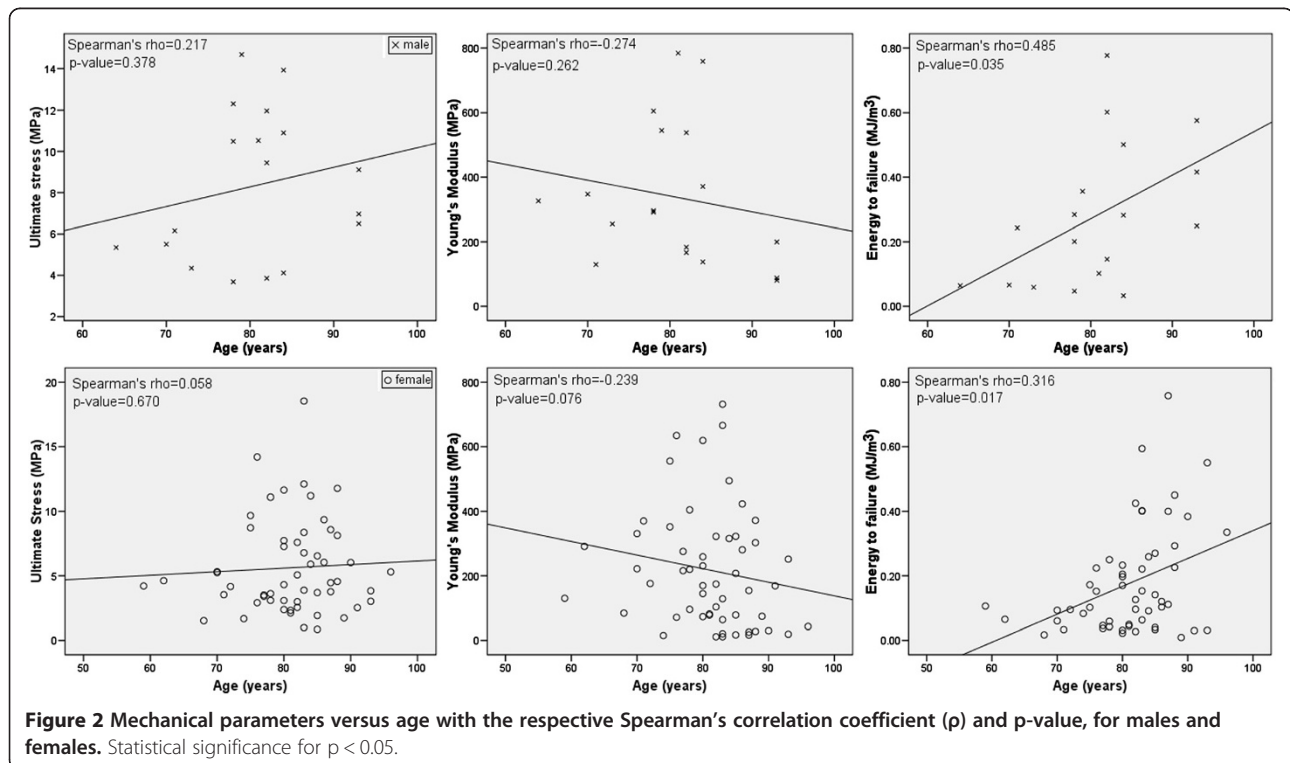 Spearman's rho=0.217
p-value=0.378
× male
Ultimate stress (MPa)
14
12
10
8
6
4
2
60 70 80 90 100
Age (years)
Spearman's rho=-0.274
p-value=0.262
Young's Modulus (MPa)
800
600
400
200
0
60 70 80 90 100
Age (years)
Spearman's rho=0.485
p-value=0.035
Energy to failure (MJ/m³)
0.80
0.60
0.40
0.20
0.00
60 70 80 90 100
Age (years)
Spearman's rho=0.058
p-value=0.670
○ female
Ultimate Stress (MPa)
20
15
10
5
0
50 60 70 80 90 100
Age (years)
Spearman's rho=-0.239
p-value=0.076
Young's Modulus (MPa)
800
600
400
200
0
50 60 70 80 90 100
Age (years)
Spearman's rho=0.316
p-value=0.017
Energy to failure (MJ/m³)
0.80
0.60
0.40
0.20
0.00
50 60 70 80 90 100
Age (years)
Figure 2 Mechanical parameters versus age with the respective Spearman's correlation coefficient (ρ) and p-value, for males and
females. Statistical significance for p < 0.05.